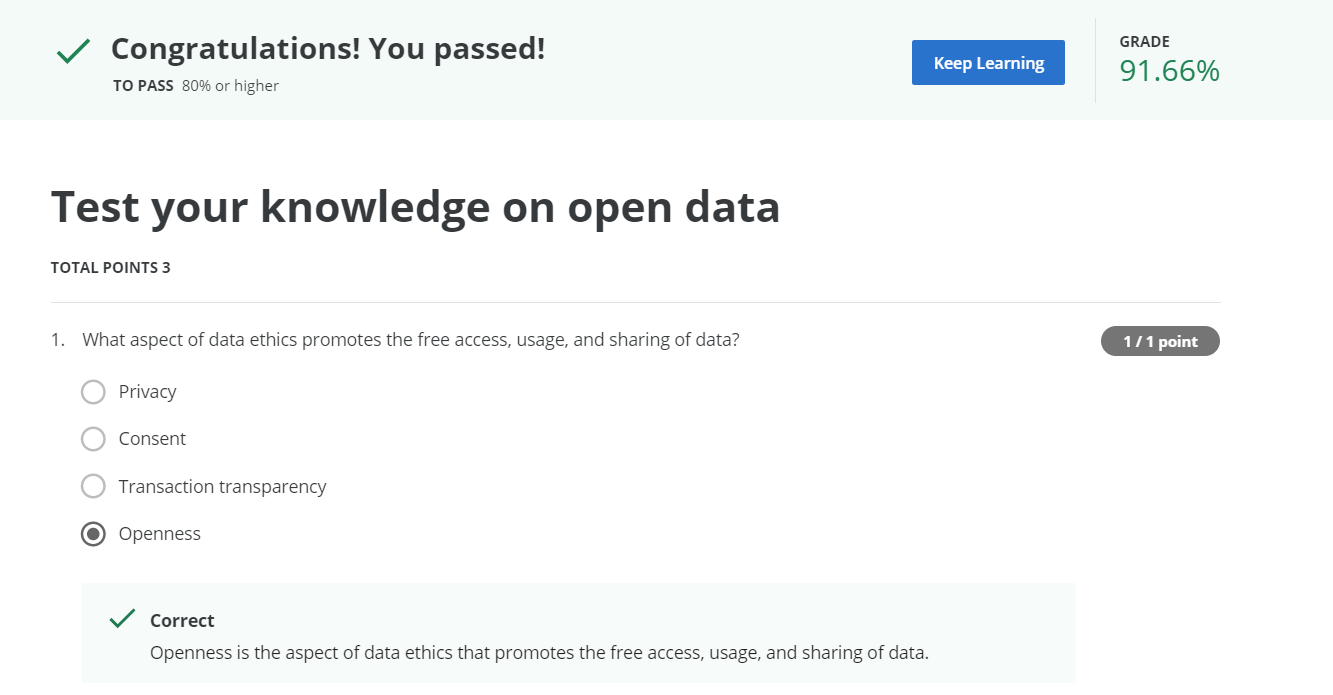 Congratulations! You passed!
TO PASS 80% or higher
Keep Learning
GRADE
91.66%
Test your knowledge on open data
TOTAL POINTS 3
1. What aspect of data ethics promotes the free access, usage, and sharing of data?
1 / 1 point
Privacy
Consent
Transaction transparency
Openness
Correct
Openness is the aspect of data ethics that promotes the free access, usage, and sharing of data.